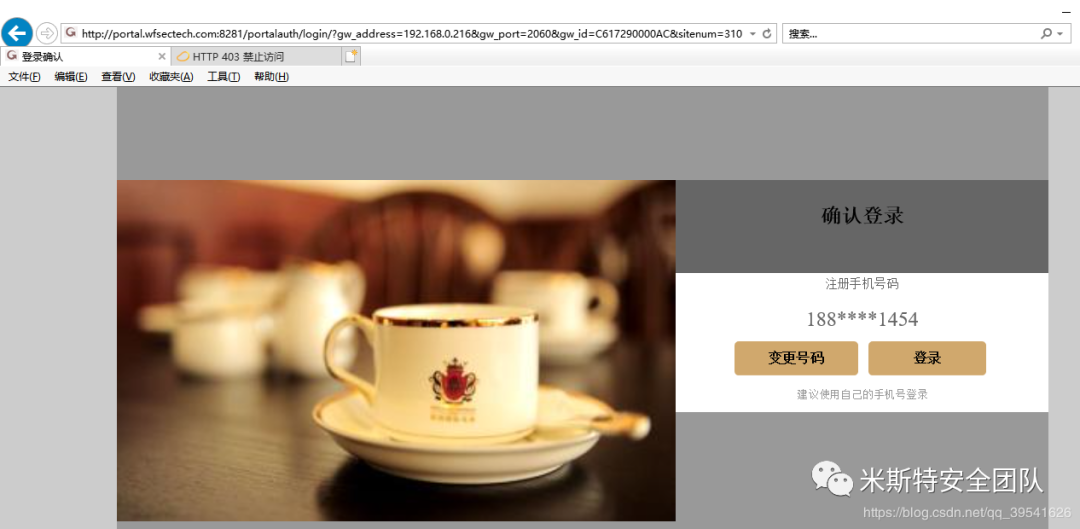 http://portal.wfsectech.com:8281/portalauth/login/?gw_address=192.168.0.216&gw_port=2060&gw_id=C617290000AC&sitenum=310
搜索...
登录确认
HTTP 403 禁止访问
文件(F) 编辑(E) 查看(V) 收藏夹(A) 工具(T) 帮助(H)
确认登录
注册手机号码
188****1454
变更号码 登录
建议使用自己的手机号登录
米斯特安全团队
https://blog.csdn.net/qq_39541626